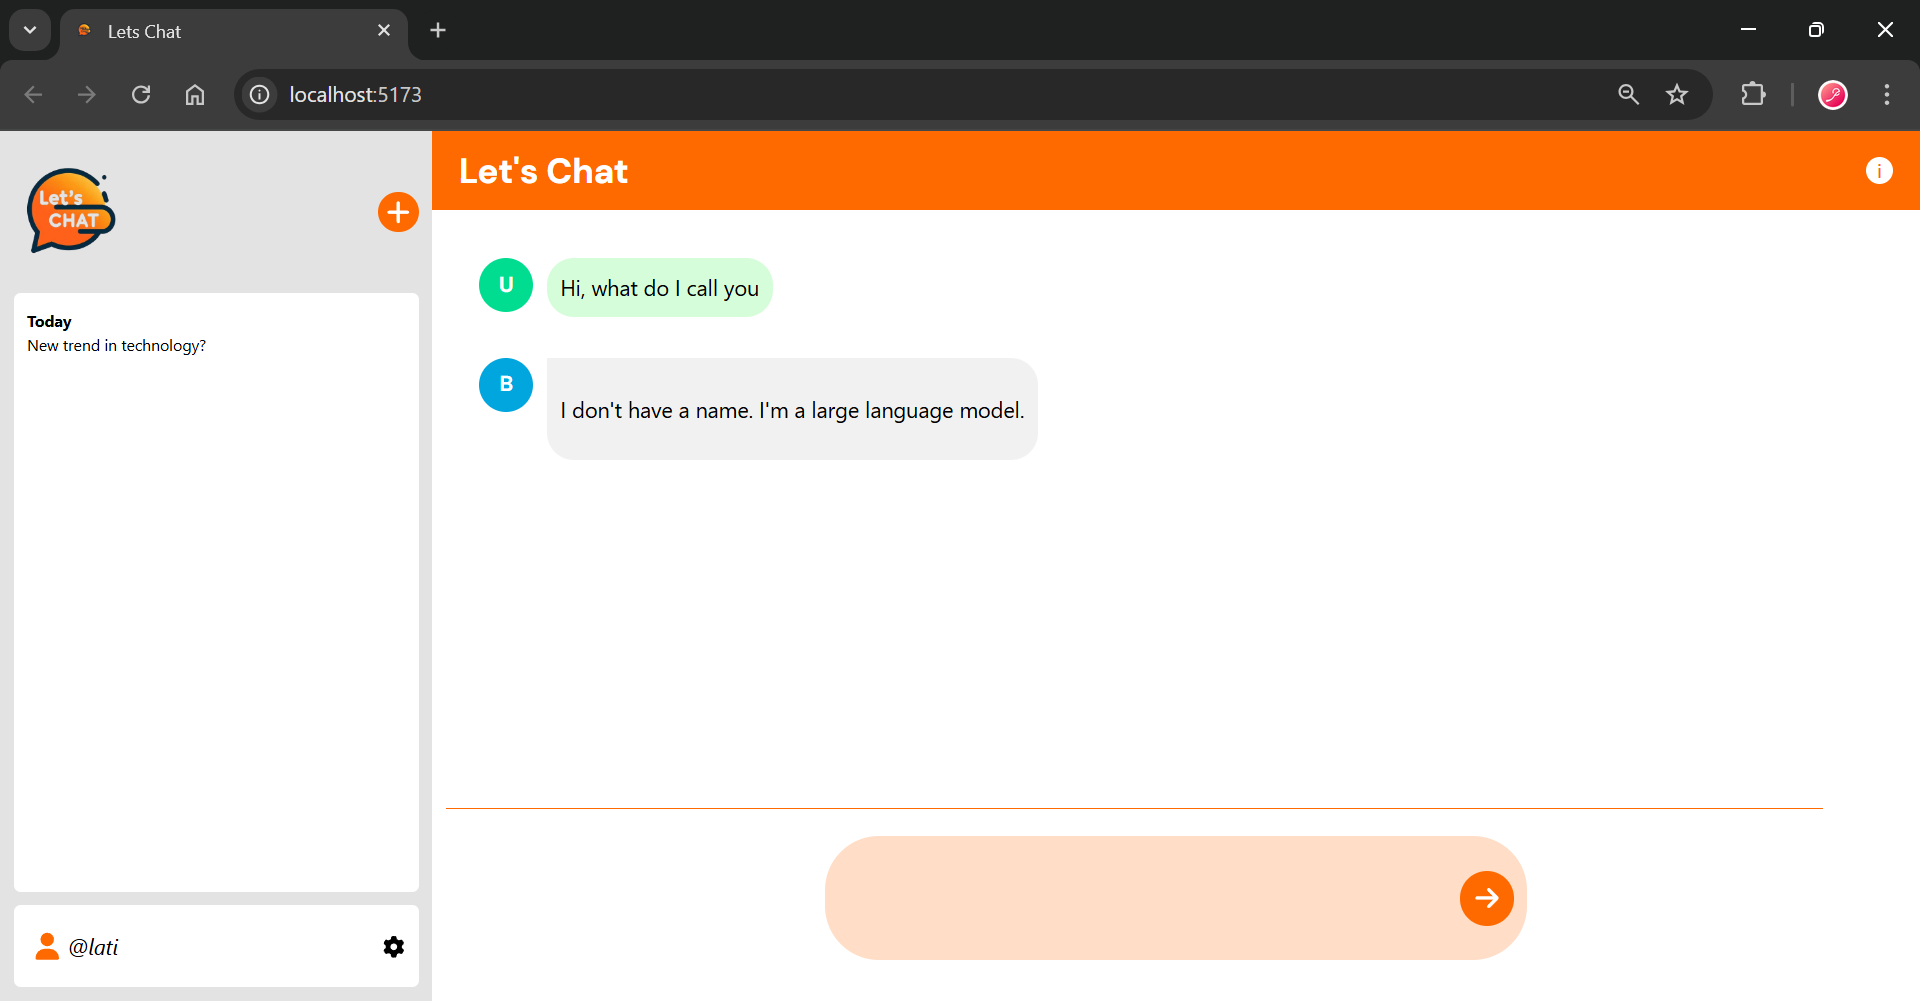 Lets Chat
localhost:5173
Let's
CHAT
Today
New trend in technology?
@lati
Let's Chat
i
U
Hi, what do I call you
B
I don't have a name. I'm a large language model.